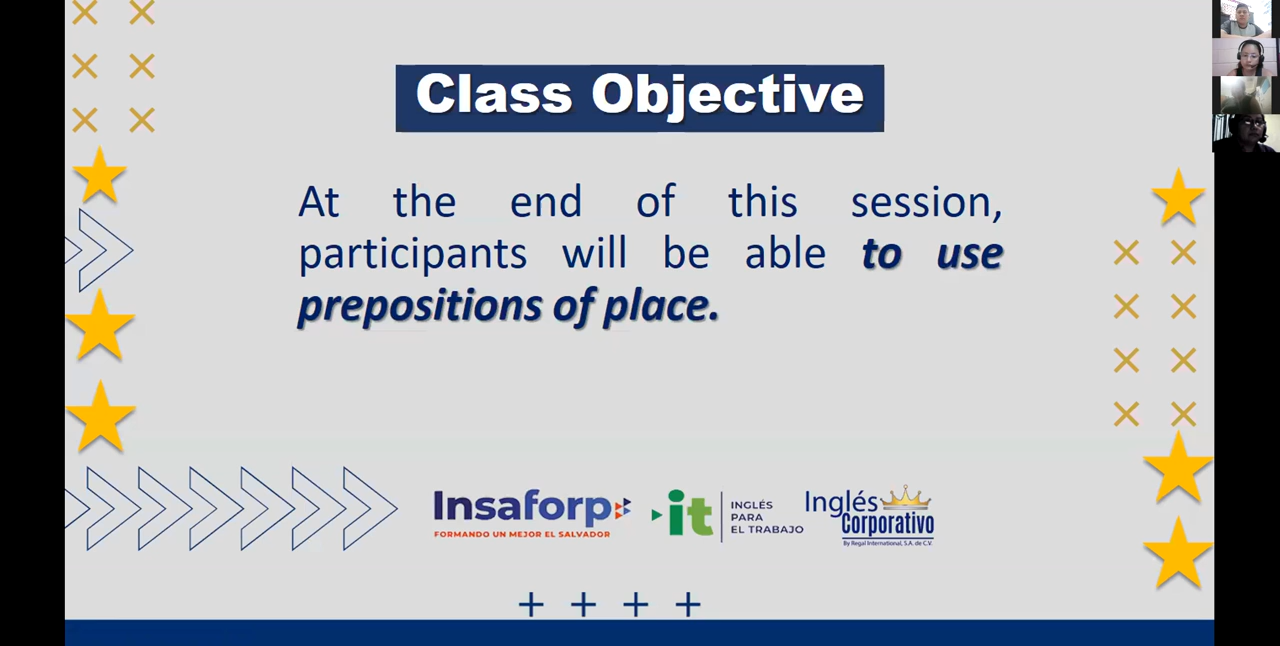 Class Objective
At the end of this session,
participants will be able to use
prepositions of place.
Insaforp
FORMANDO UN MEJOR EL SALVADOR
it
INGLÉS
PARA
EL TRABAJO
Inglés
Corporativo
By Regal International, S.A. de C.V.